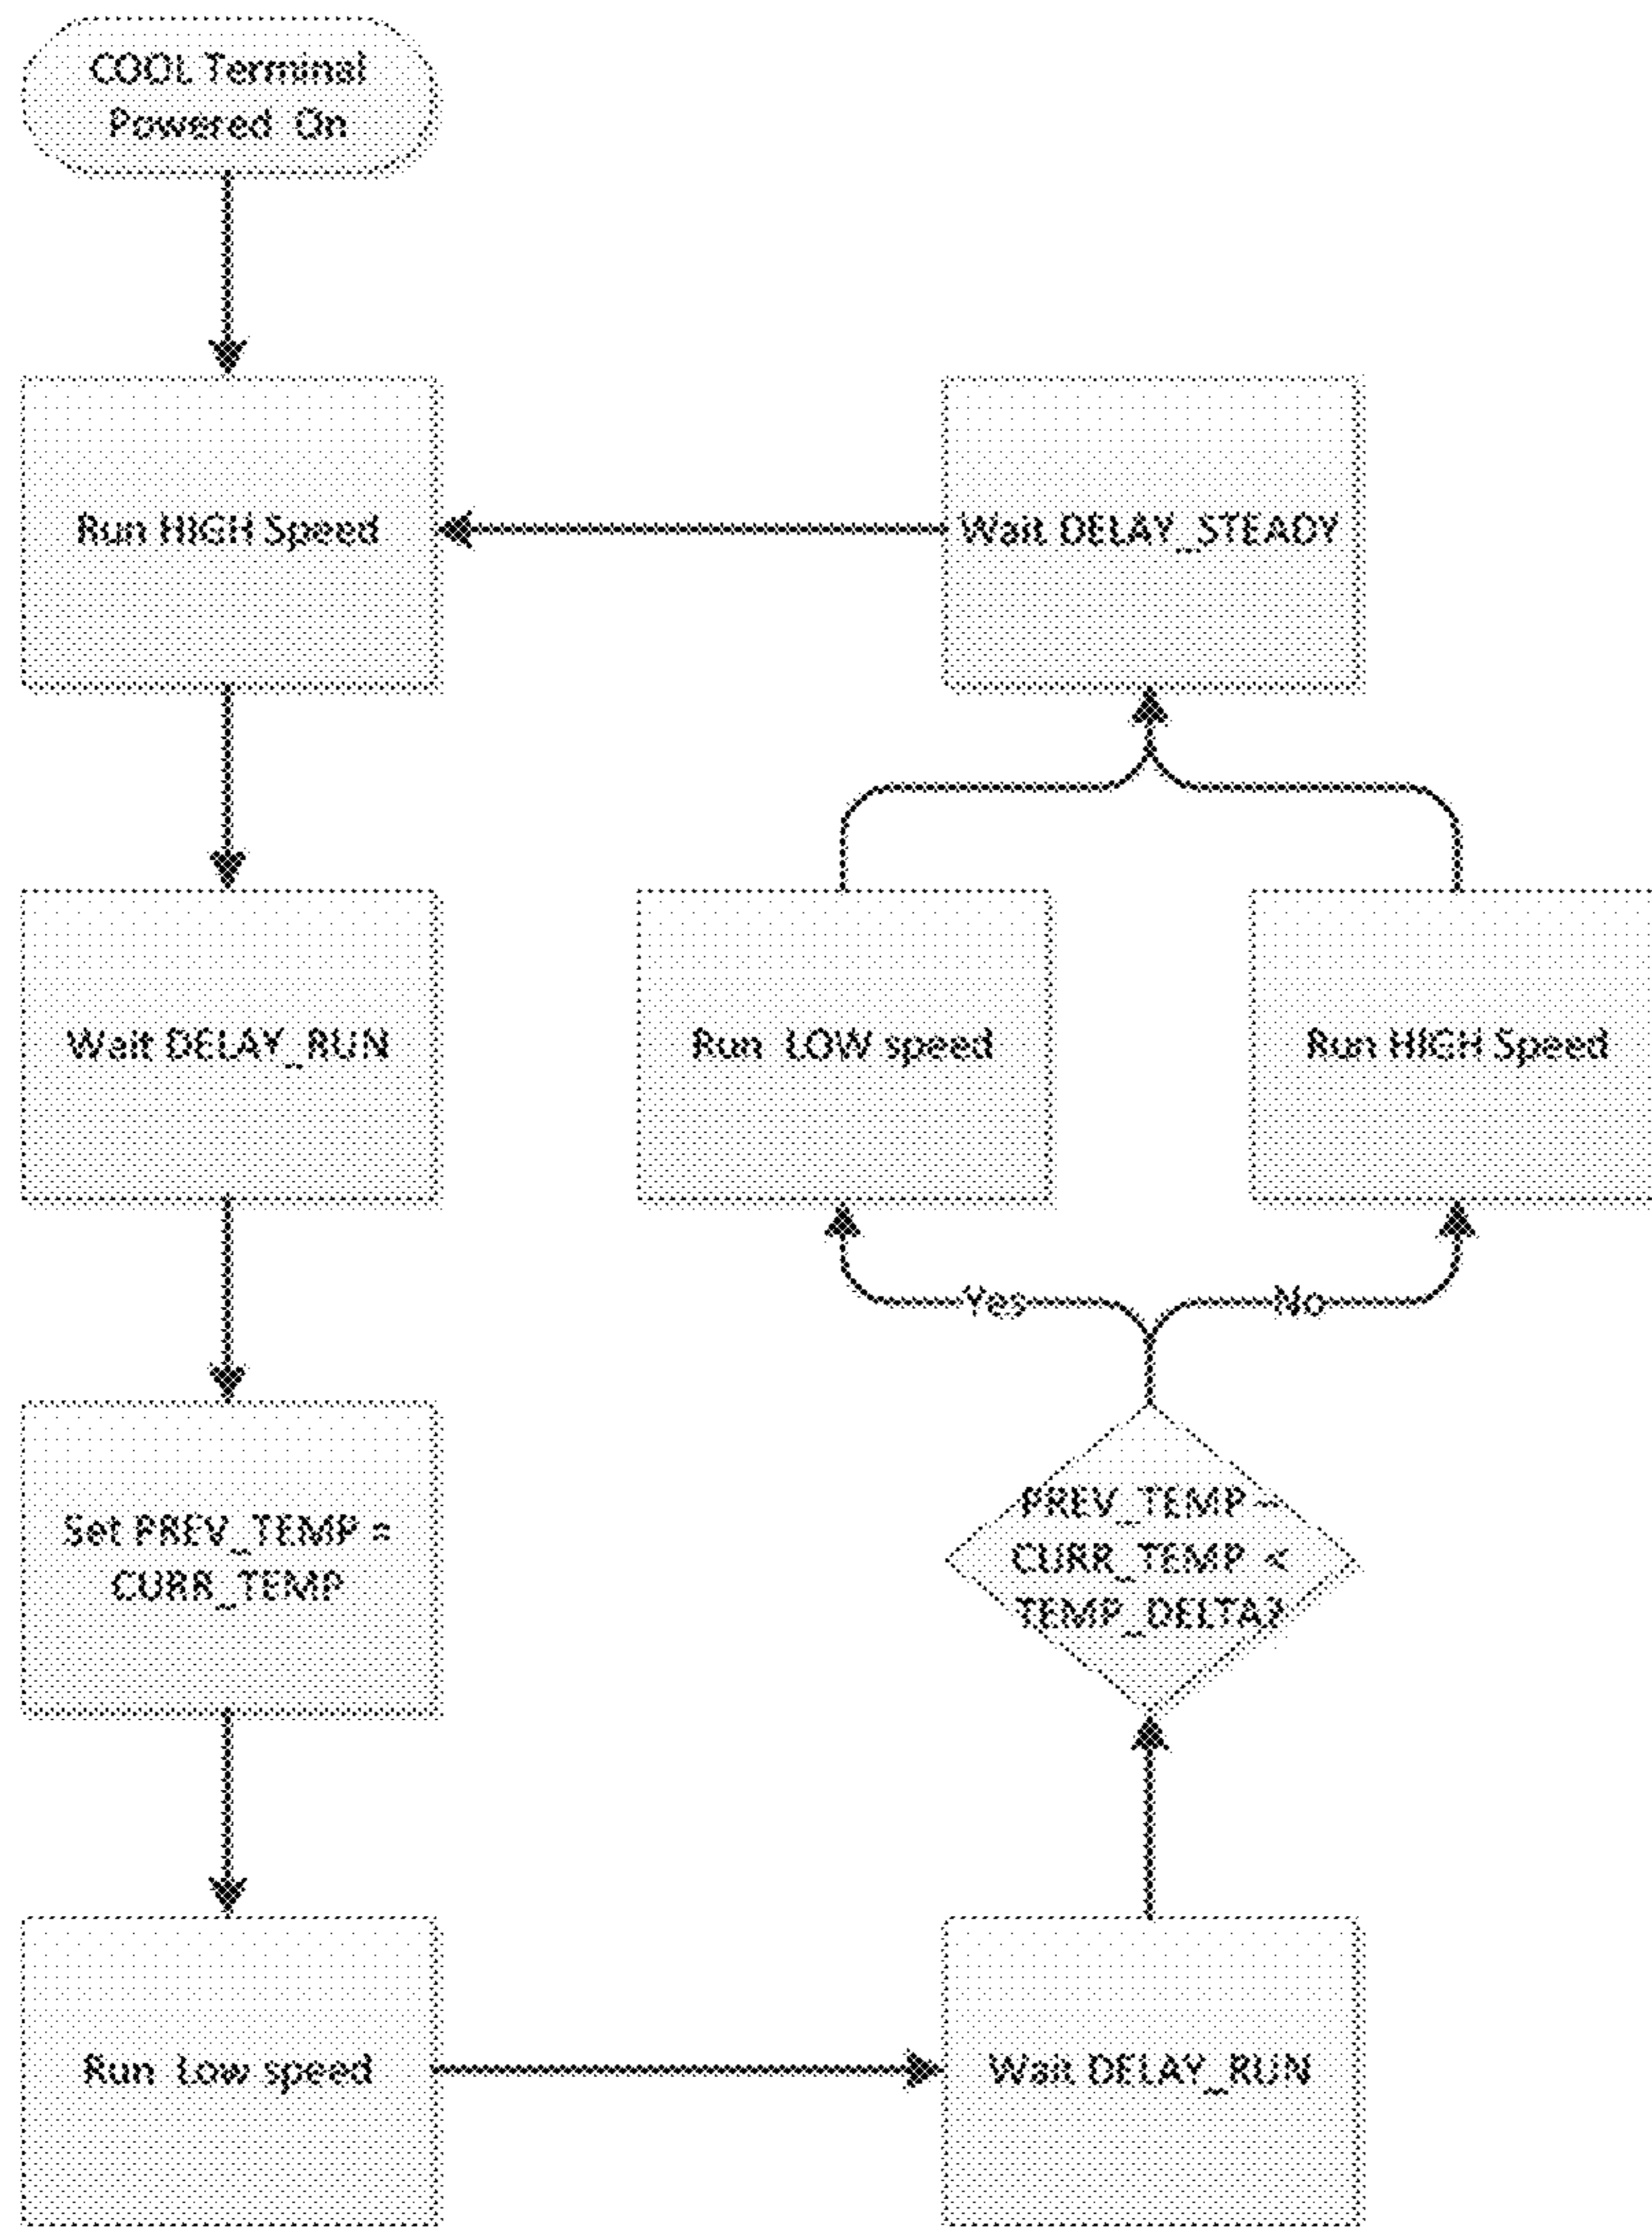 COOL Terminal
Powered On
Run HIGH Speed
Wait DELAY_STEADY
Wait DELAY_RUN
Run LOW speed
Run HIGH Speed
Yes
No
Set PREV_TEMP =
CURR_TEMP
PREV_TEMP –
CURR_TEMP <
TEMP_DELTA?
Run Low speed
Wait DELAY_RUN